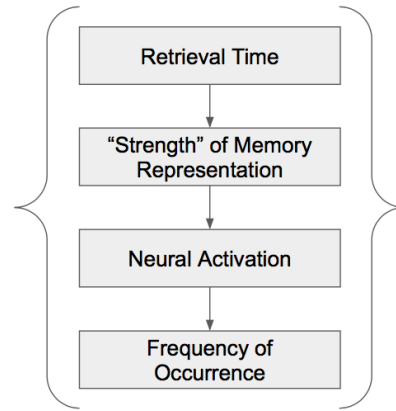 Retrieval Time
“Strength” of Memory
Representation
Neural Activation
Frequency of
Occurrence